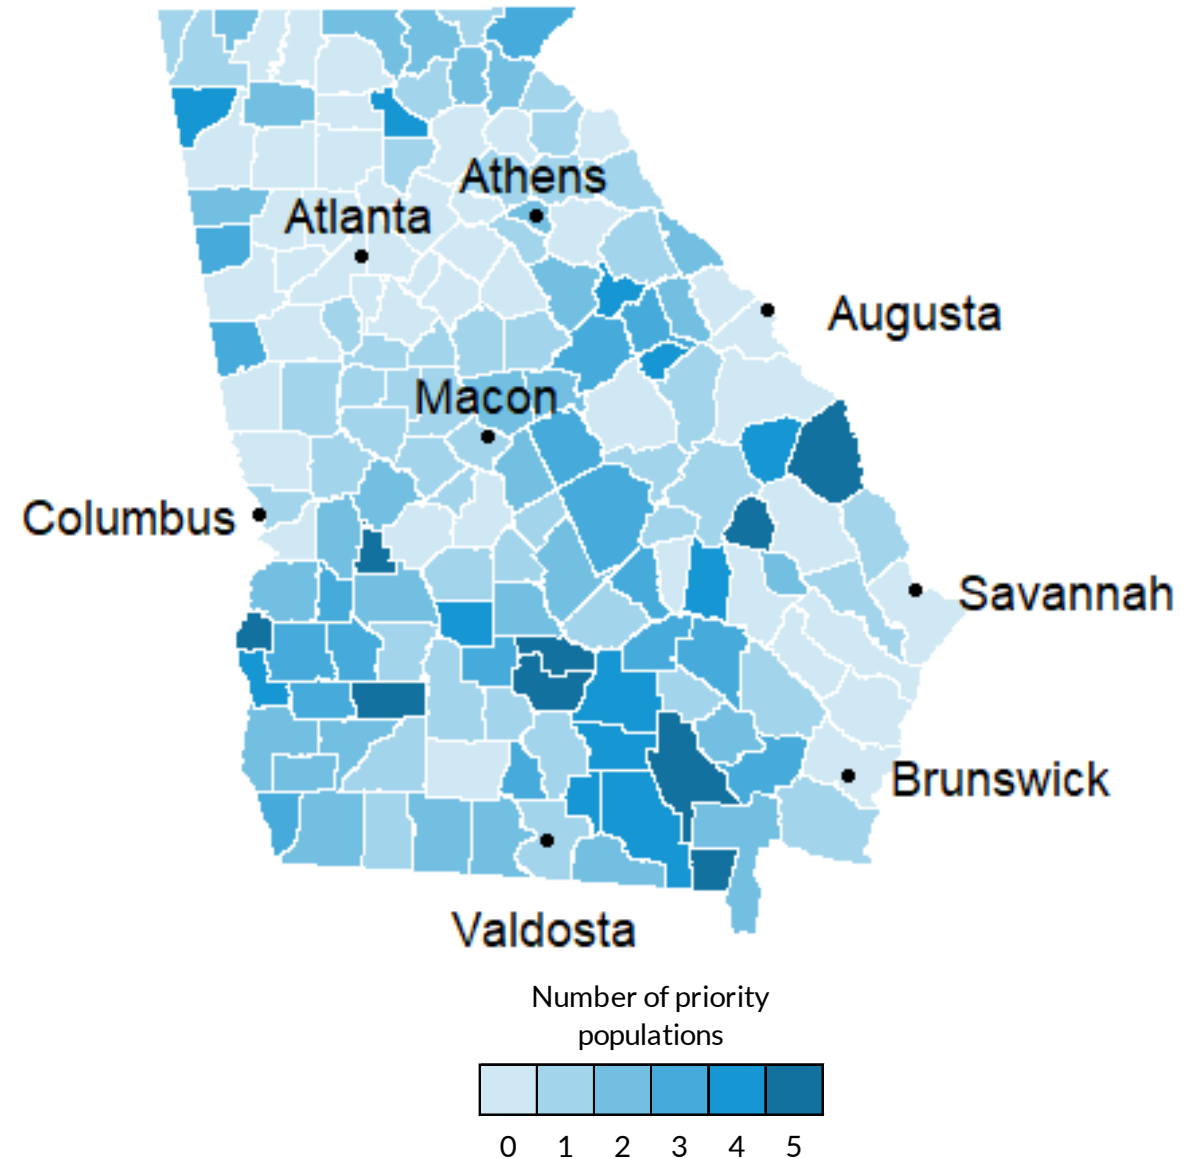 Athens
Atlanta
Augusta
Macon
Columbus
Savannah
Brunswick
Valdosta
Number of priority
populations
0 1 2 3 4 5